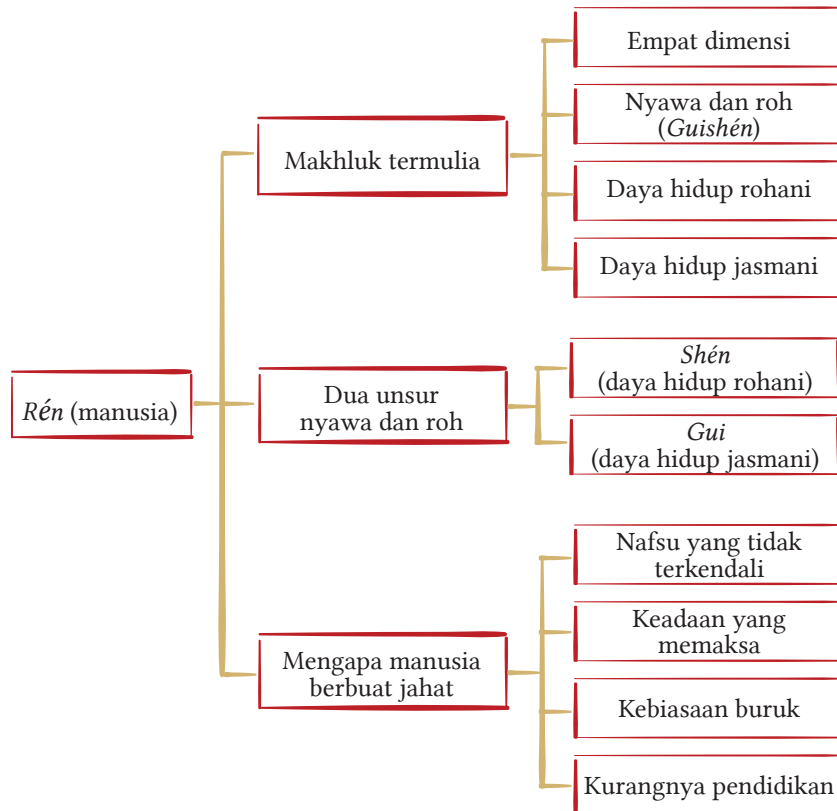 Rén (manusia)
Makhluk termulia
Empat dimensi
Nyawa dan roh
(Guishén)
Daya hidup rohani
Daya hidup jasmani
Dua unsur
nyawa dan roh
Shén
(daya hidup rohani)
Gui
(daya hidup jasmani)
Mengapa manusia
berbuat jahat
Nafsu yang tidak
terkendali
Keadaan yang
memaksa
Kebiasaan buruk
Kurangnya pendidikan